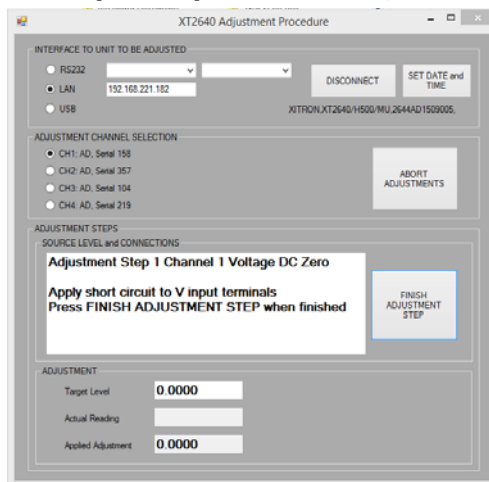 XT2640 Adjustment Procedure
INTERFACE TO UNIT TO BE ADJUSTED
RS232
LAN
192.168.221.182
USB
DISCONNECT
SET DATE and
TIME
XITRON,XT2640/H500/MU,2644AD1509005,
ADJUSTMENT CHANNEL SELECTION
CH1: AD, Serial 158
CH2: AD, Serial 357
CH3: AD, Serial 104
CH4: AD, Serial 219
ABORT
ADJUSTMENTS
ADJUSTMENT STEPS
SOURCE LEVEL and CONNECTIONS
Adjustment Step 1 Channel 1 Voltage DC Zero
Apply short circuit to V input terminals
Press FINISH ADJUSTMENT STEP when finished
FINISH
ADJUSTMENT
STEP
ADJUSTMENT
Target Level 0.0000
Actual Reading
Applied Adjustment 0.0000